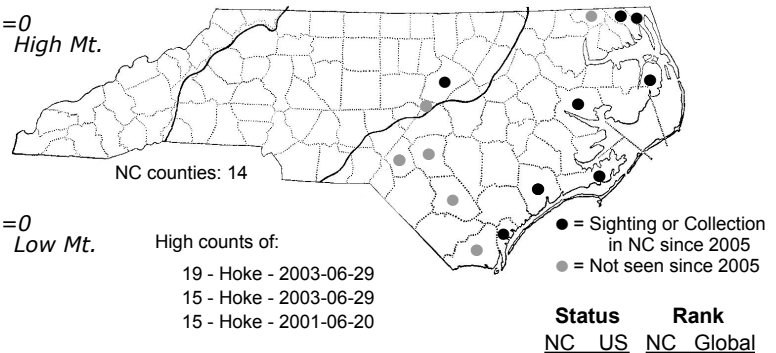 =0
High Mt.
NC counties: 14
=0
Low Mt.
High counts of:
19 - Hoke - 2003-06-29
15 - Hoke - 2003-06-29
15 - Hoke - 2001-06-20
● = Sighting or Collection
in NC since 2005
● = Not seen since 2005
Status Rank
NC US NC Global